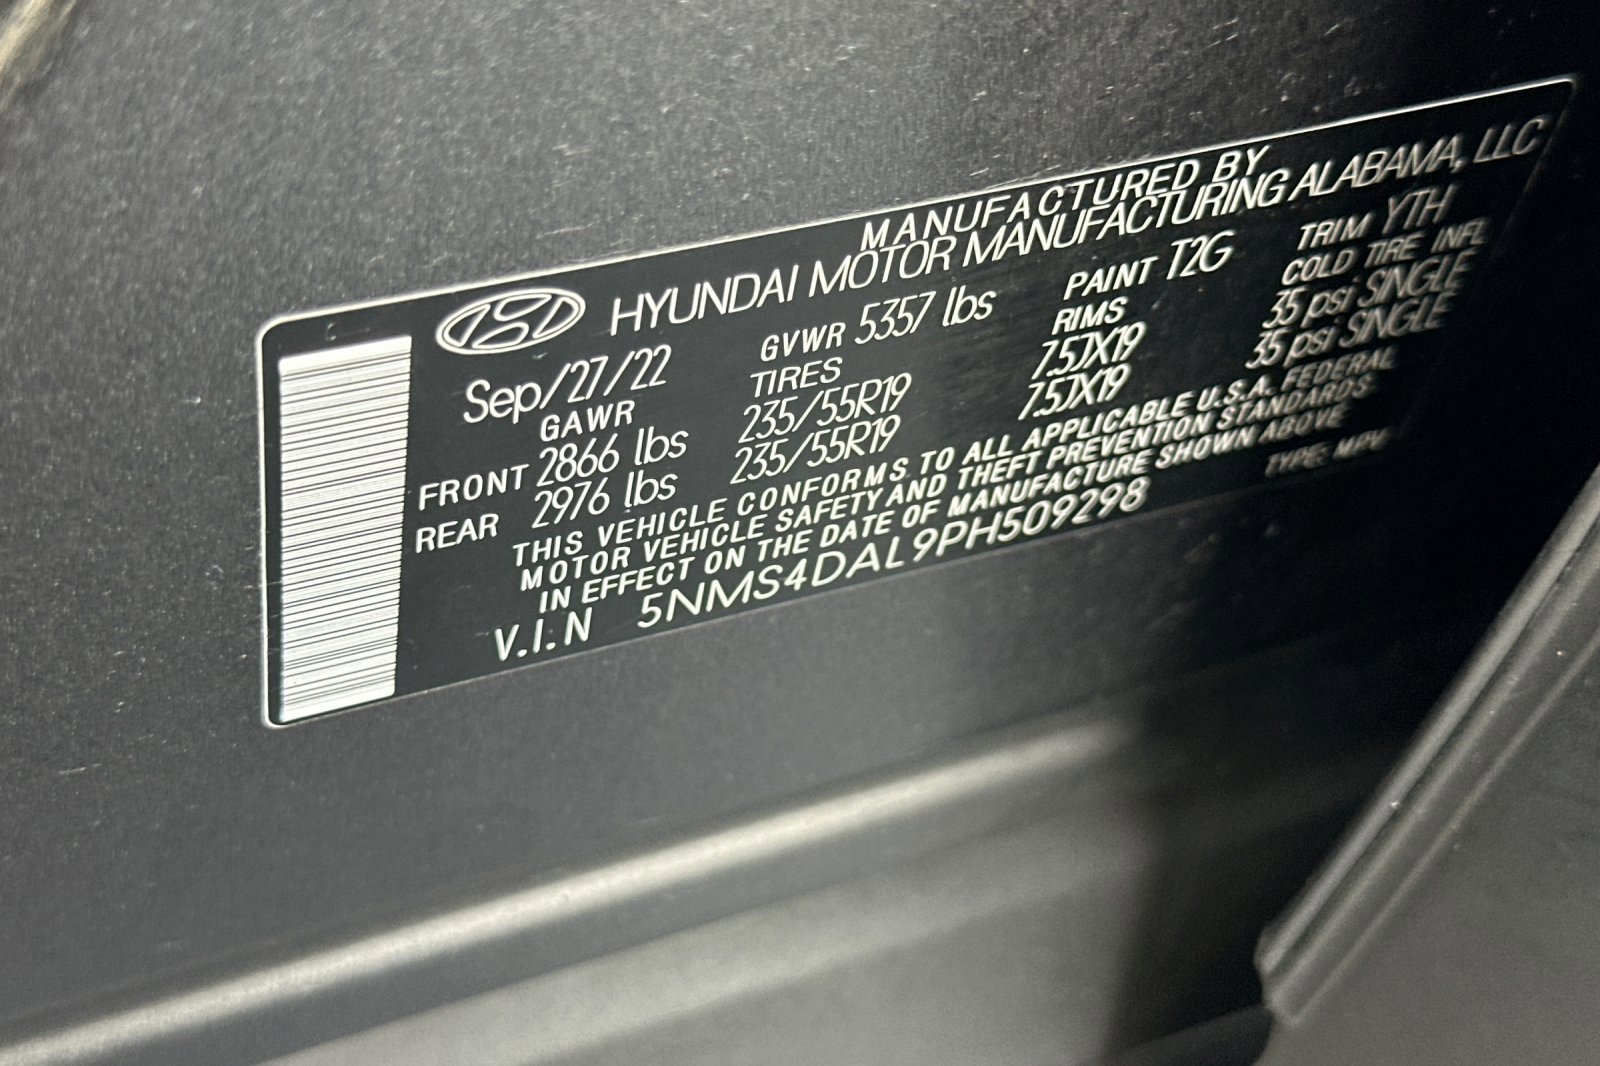 MANUFACTURED BY
HYUNDAI MOTOR MANUFACTURING ALABAMA, LLC
Sep/27/22 GVWR 5357 lbs PAINT T2G TRIM YTH
GAWR TIRES RIMS COLD TIRE INFL
FRONT 2866 lbs 235/55R19 7.5JX19 35 psi SINGLE
REAR 2976 lbs 235/55R19 7.5JX19 35 psi SINGLE
THIS VEHICLE CONFORMS TO ALL APPLICABLE U.S.A. FEDERAL
MOTOR VEHICLE SAFETY AND THEFT PREVENTION STANDARDS
IN EFFECT ON THE DATE OF MANUFACTURE SHOWN ABOVE
V.I.N 5NMS4DAL9PH509298 TYPE: MPV